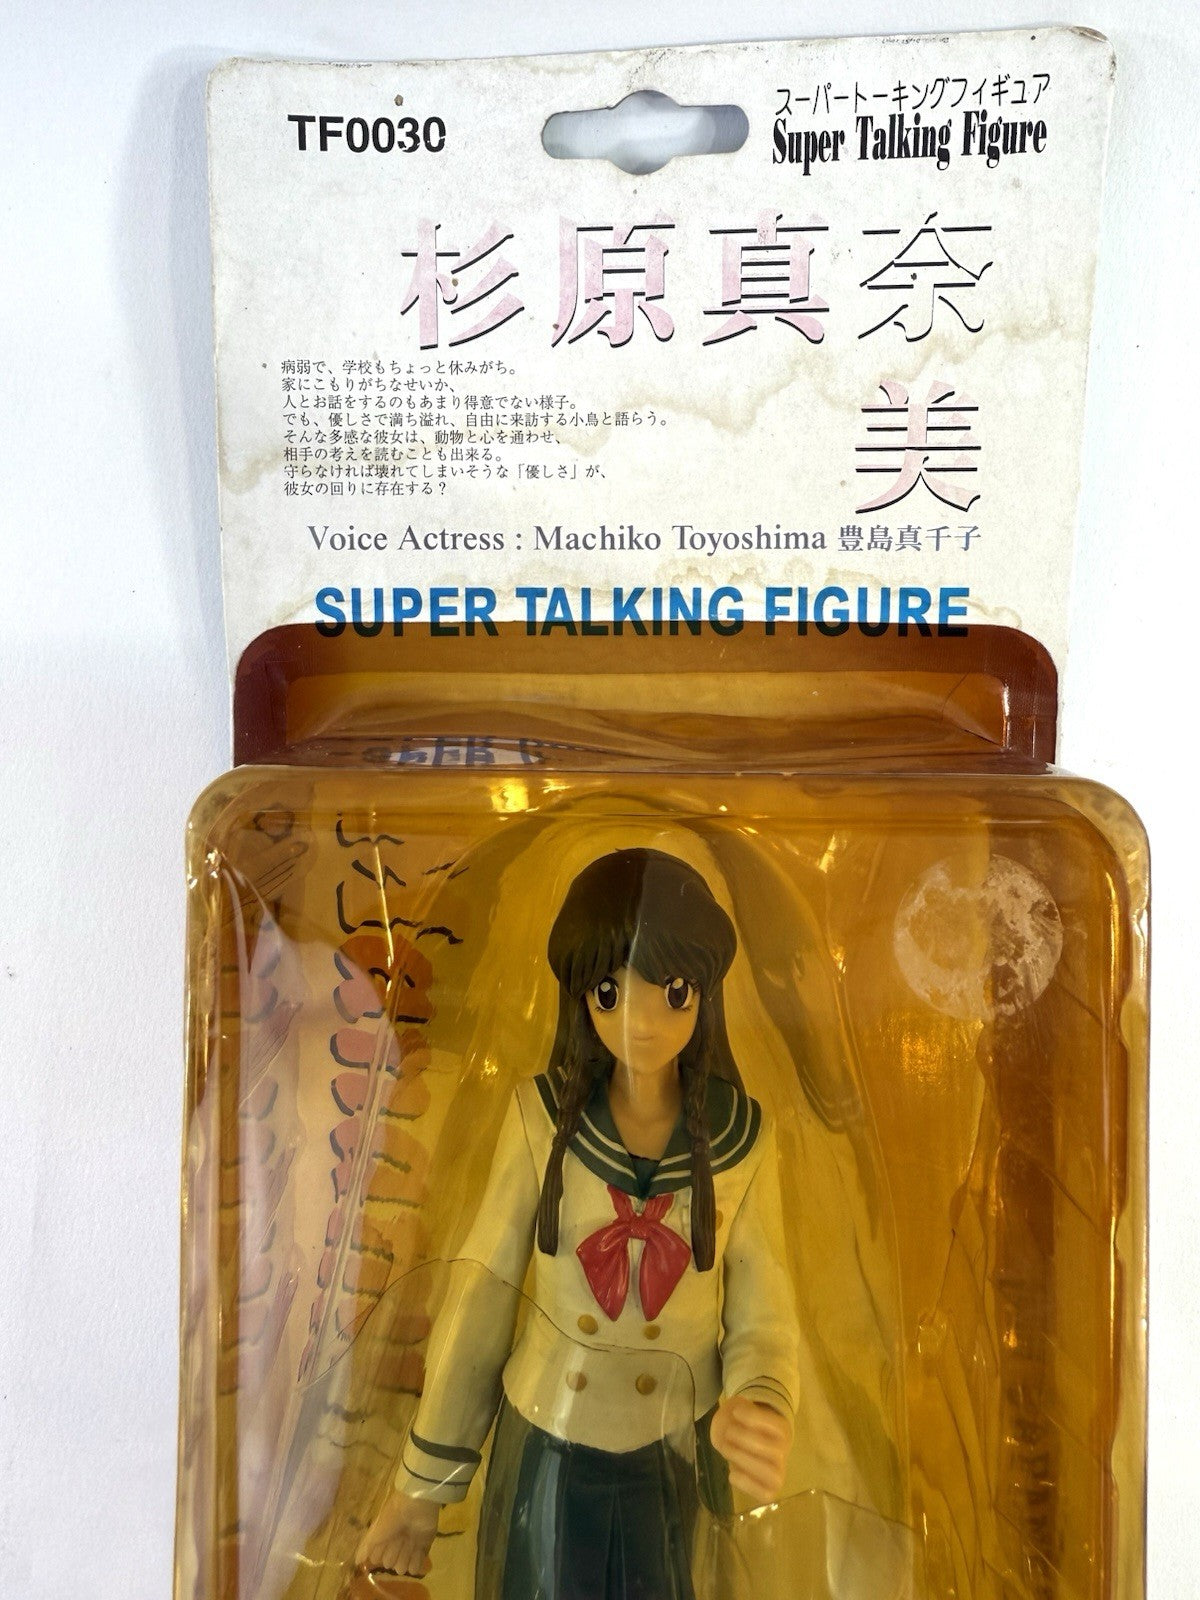 TF0030
スーパートーキングフィギュア
Super Talking Figure
杉原真奈
美
病弱で、学校もちょっと休みがち。
家にこもりがちなせいか、
人とお話をするのもあまり得意でない様子。
でも、優しさで満ち溢れ、自由に来訪する小鳥と語らう。
そんな多感な彼女は、動物と心を通わせ、
相手の考えを読むことも出来る。
守らなければ壊れてしまいそうな「優しさ」が、
彼女の回りに存在する?
Voice Actress : Machiko Toyoshima 豊島真千子
SUPER TALKING FIGURE